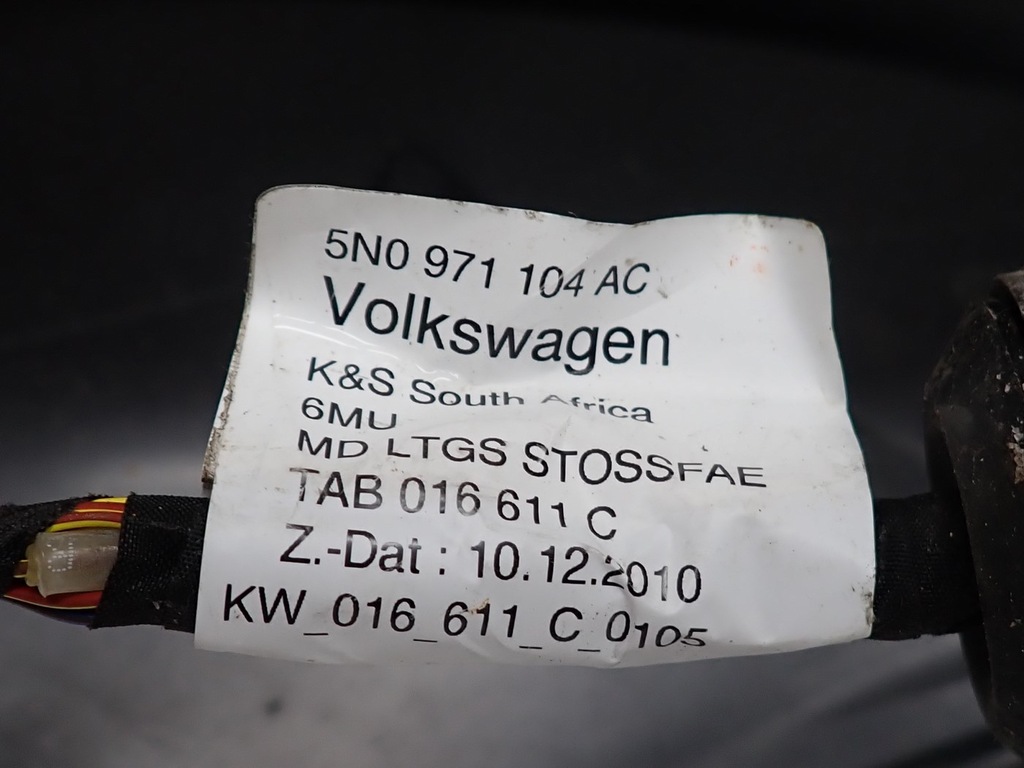 5N0 971 104 AC
Volkswagen
K&S South Africa
6MU
MD LTGS STOSSFAE
TAB 016 611 C
Z.-Dat : 10.12.2010
KW_016_611_C_0105